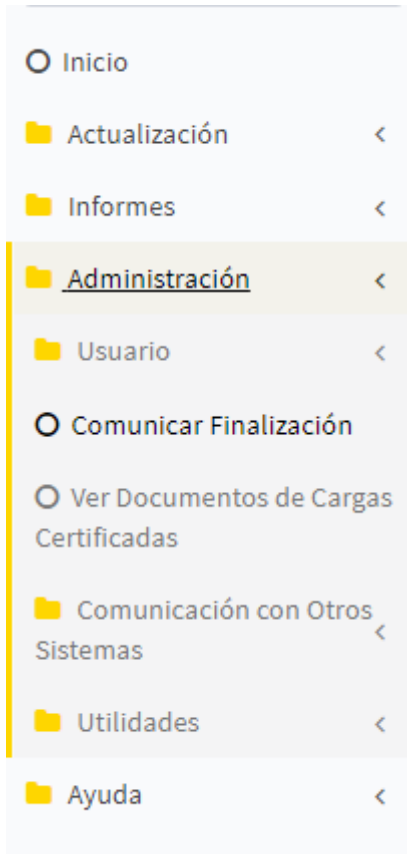 Inicio
Actualización
Informes
Administración
Usuario
Comunicar Finalización
Ver Documentos de Cargas
Certificadas
Comunicación con Otros
Sistemas
Utilidades
Ayuda